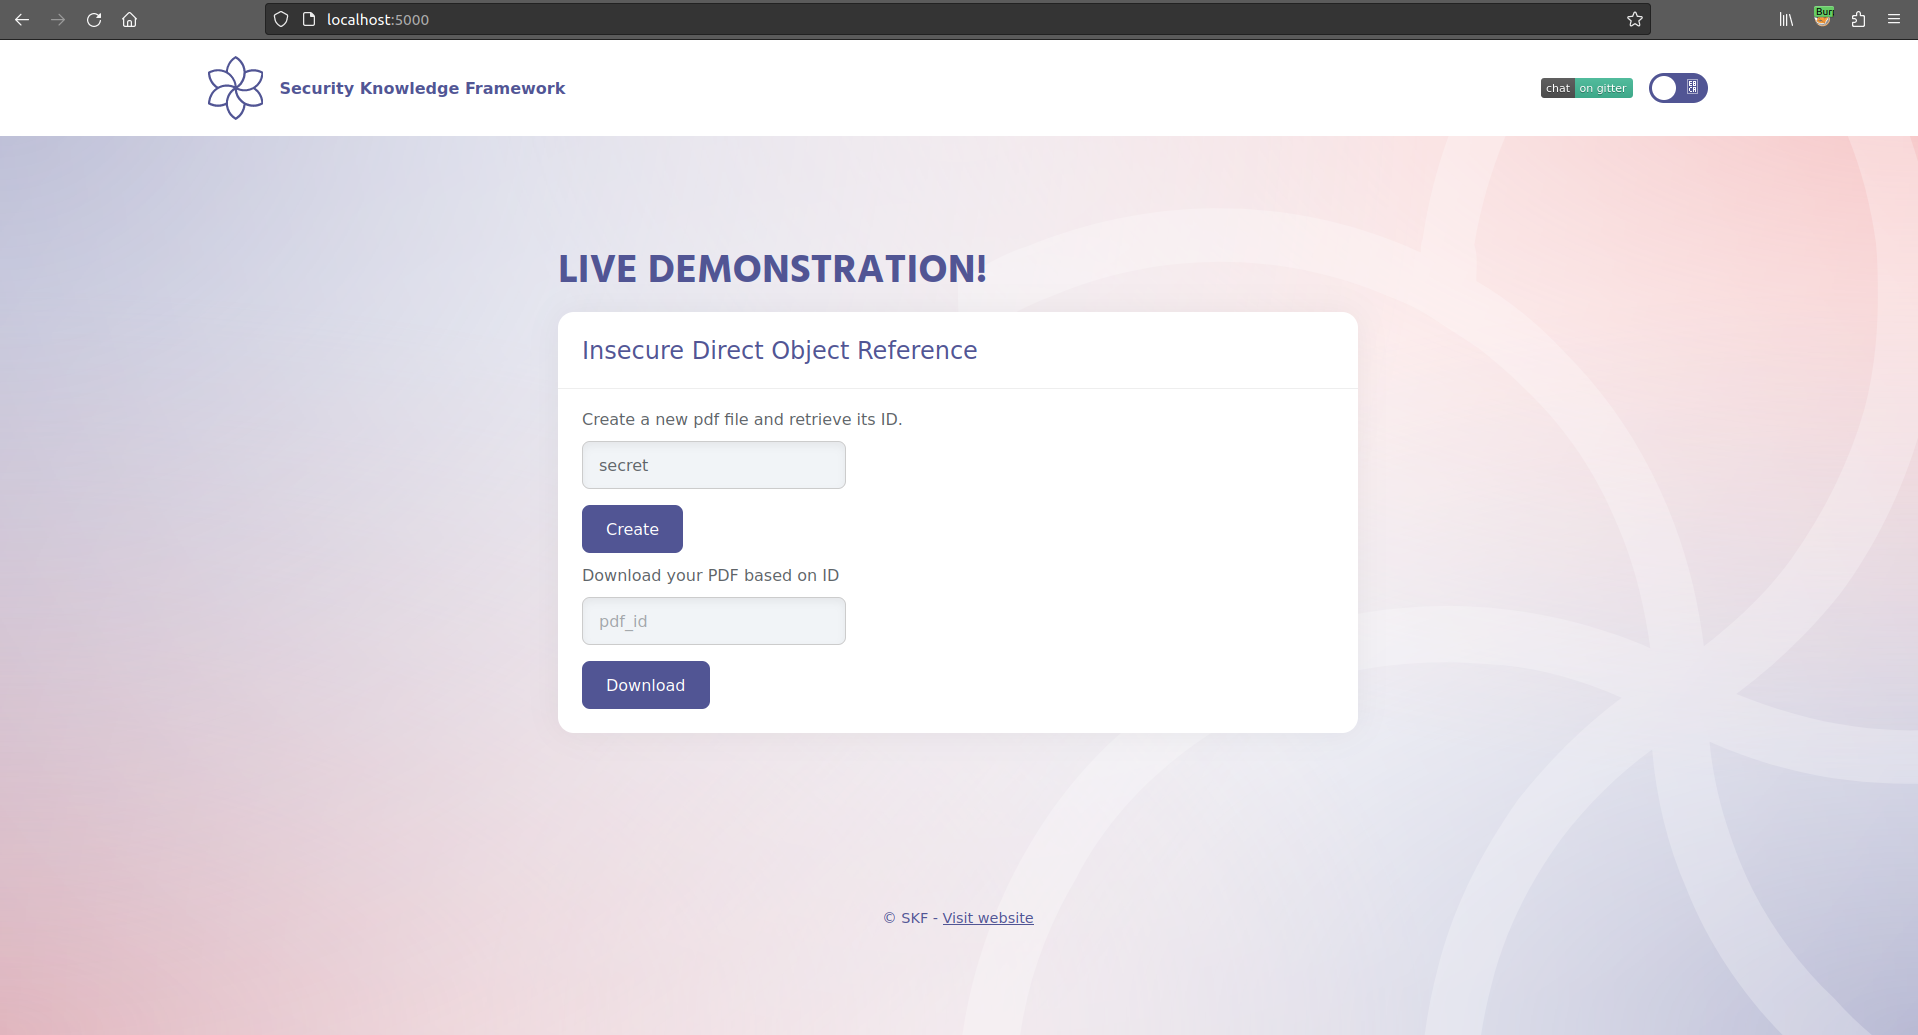 localhost:5000
Bur
Security Knowledge Framework
chat on gitter
LIVE DEMONSTRATION!
Insecure Direct Object Reference
Create a new pdf file and retrieve its ID.
secret
Create
Download your PDF based on ID
pdf_id
Download
© SKF - Visit website